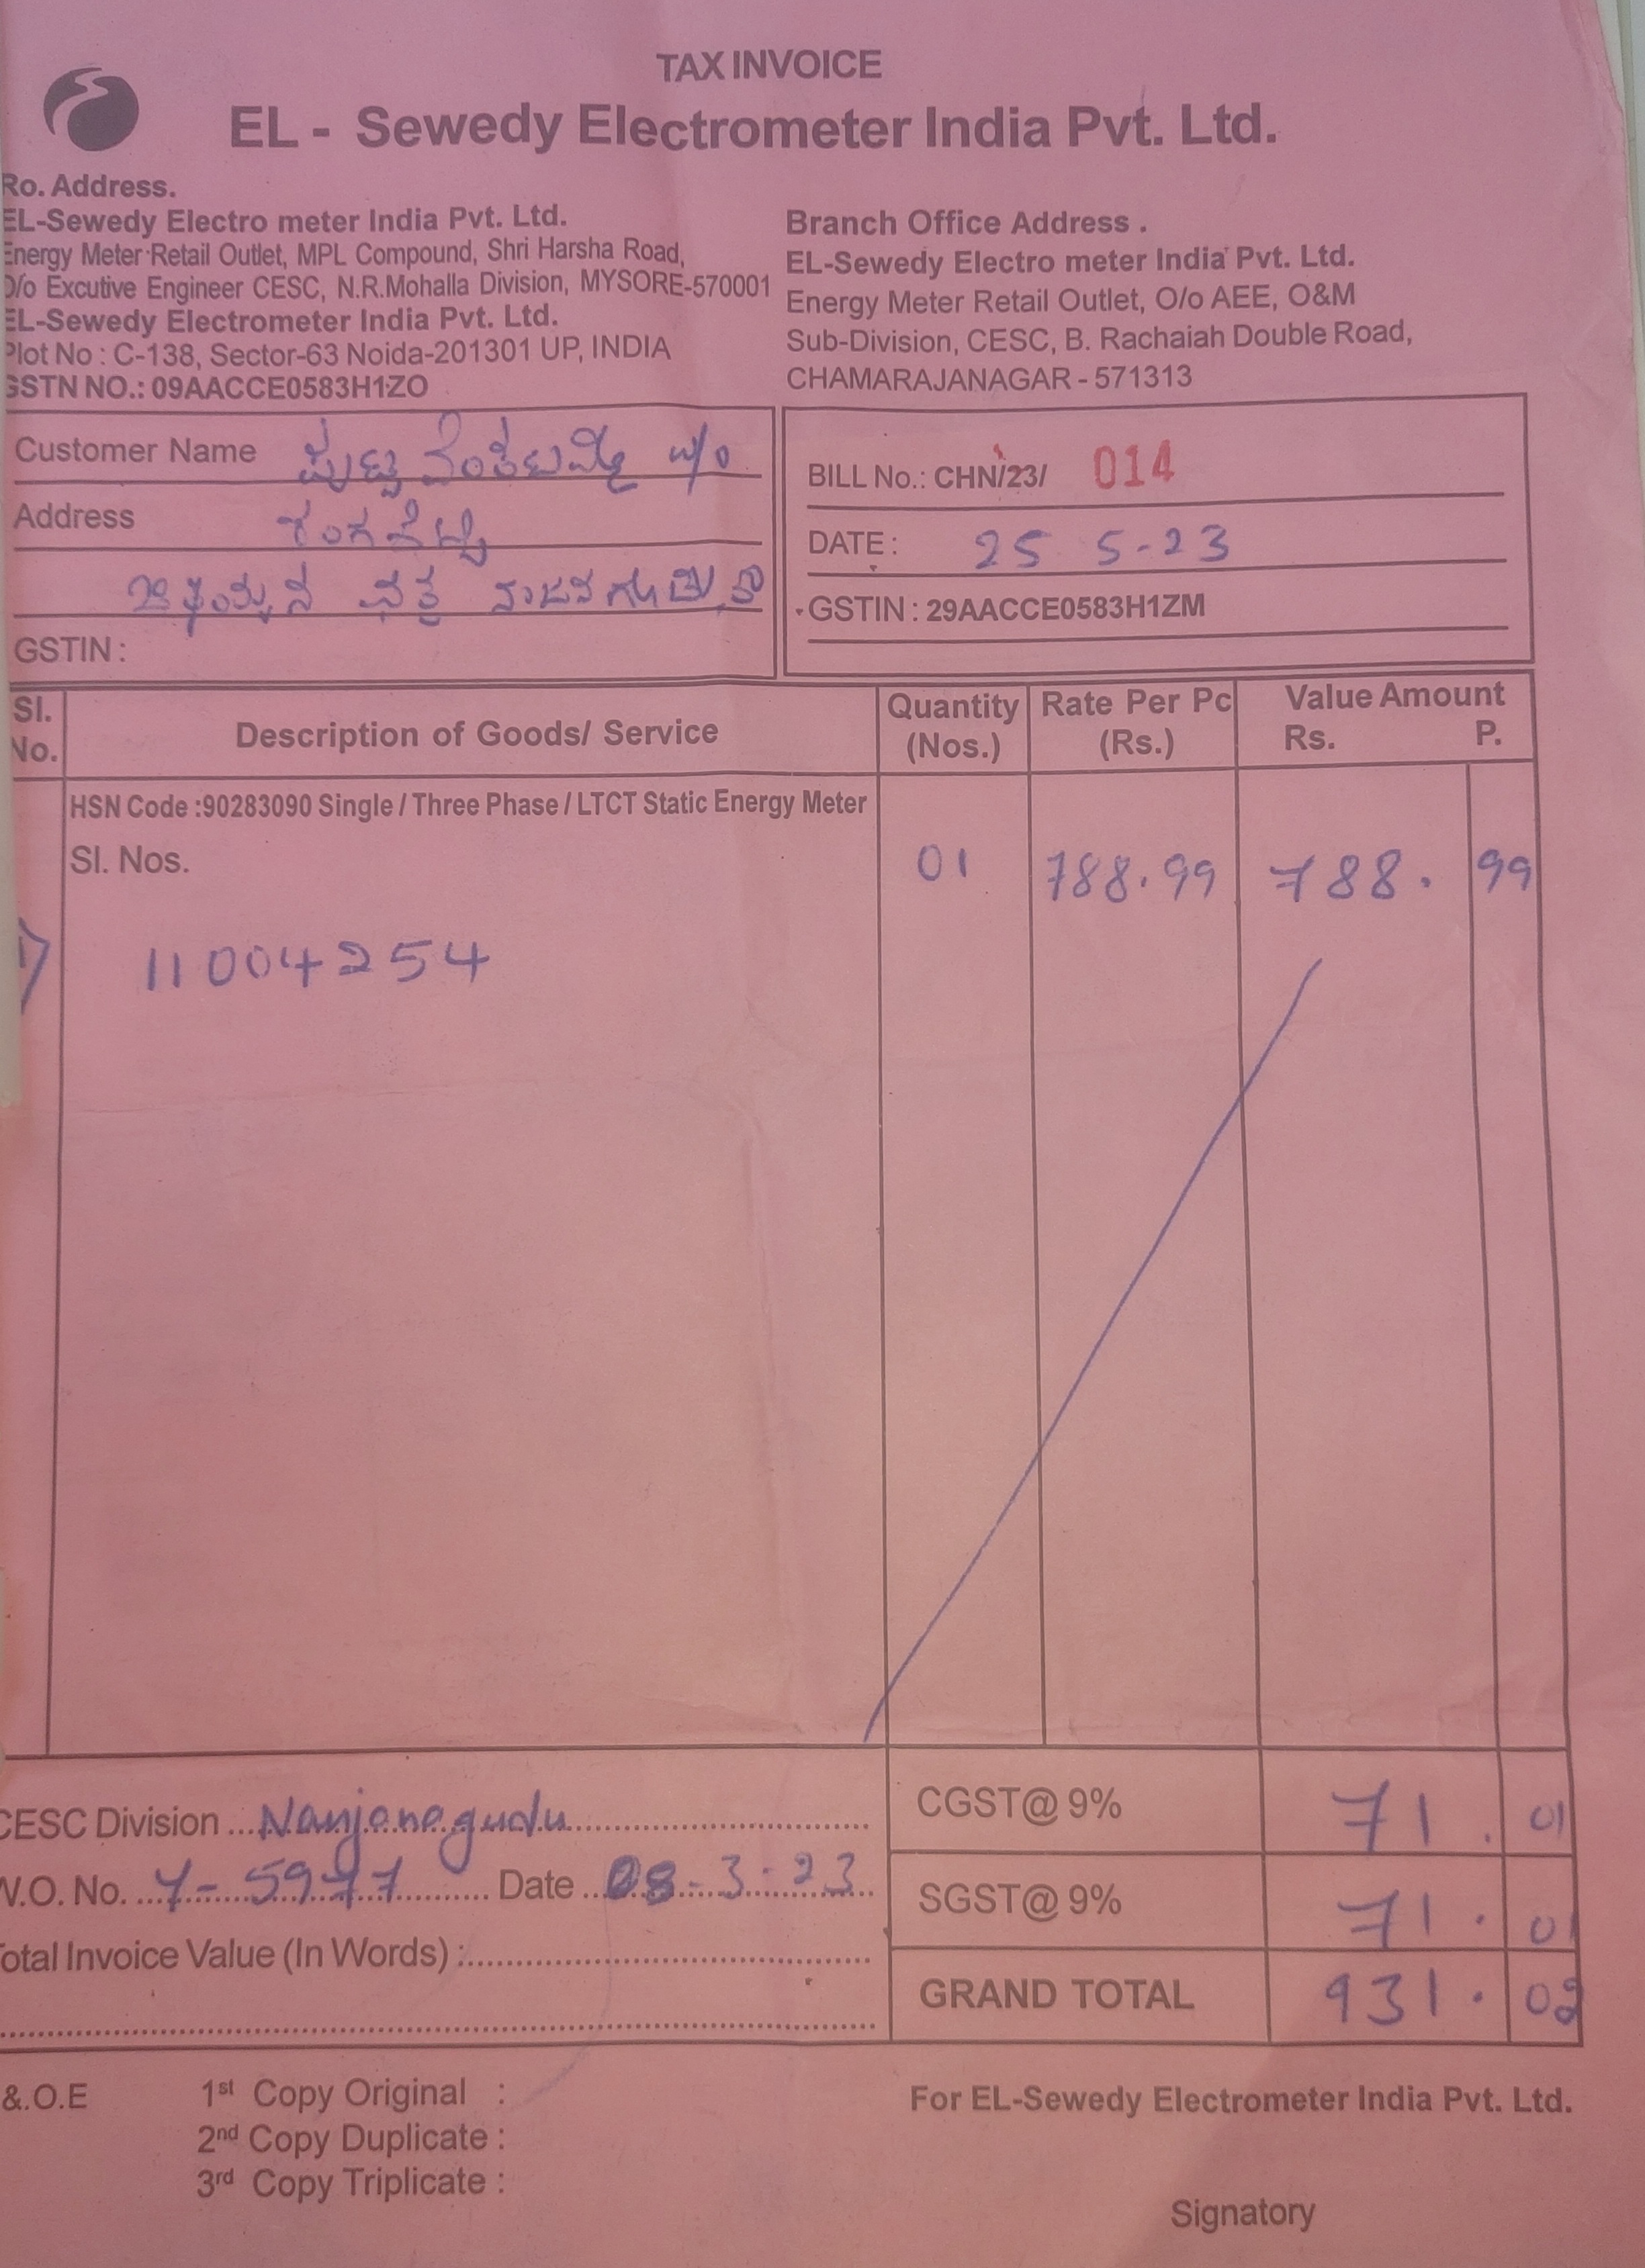 TAX INVOICE
EL - Sewedy Electrometer India Pvt. Ltd.
Ro. Address.
EL-Sewedy Electro meter India Pvt. Ltd.
Energy Meter Retail Outlet, MPL Compound, Shri Harsha Road,
O/o Excutive Engineer CESC, N.R.Mohalla Division, MYSORE-570001
EL-Sewedy Electrometer India Pvt. Ltd.
Plot No : C-138, Sector-63 Noida-201301 UP, INDIA
GSTN NO.: 09AACCE0583H1ZO
Branch Office Address .
EL-Sewedy Electro meter India Pvt. Ltd.
Energy Meter Retail Outlet, O/o AEE, O&M
Sub-Division, CESC, B. Rachaiah Double Road,
CHAMARAJANAGAR - 571313
Customer Name ಪುಟ್ಟ w/o
Address ರಂಗಶೆಟ್ಟಿ
GSTIN :
BILL No.: CHN/23/ 014
DATE : 25 5-23
GSTIN : 29AACCE0583H1ZM
Sl. No. Description of Goods/ Service Quantity (Nos.) Rate Per Pc (Rs.) Value Amount Rs. P.
HSN Code :90283090 Single / Three Phase / LTCT Static Energy Meter
Sl. Nos. 01 788.99 788. 99
1) 11004254
CESC Division Nanjanagudu
W.O. No. Y-5977 Date 08-3-23
Total Invoice Value (In Words) :
CGST@ 9% 71. 01
SGST@ 9% 71. 01
GRAND TOTAL 931. 02
&.O.E
1st Copy Original :
2nd Copy Duplicate :
3rd Copy Triplicate :
For EL-Sewedy Electrometer India Pvt. Ltd.
Signatory